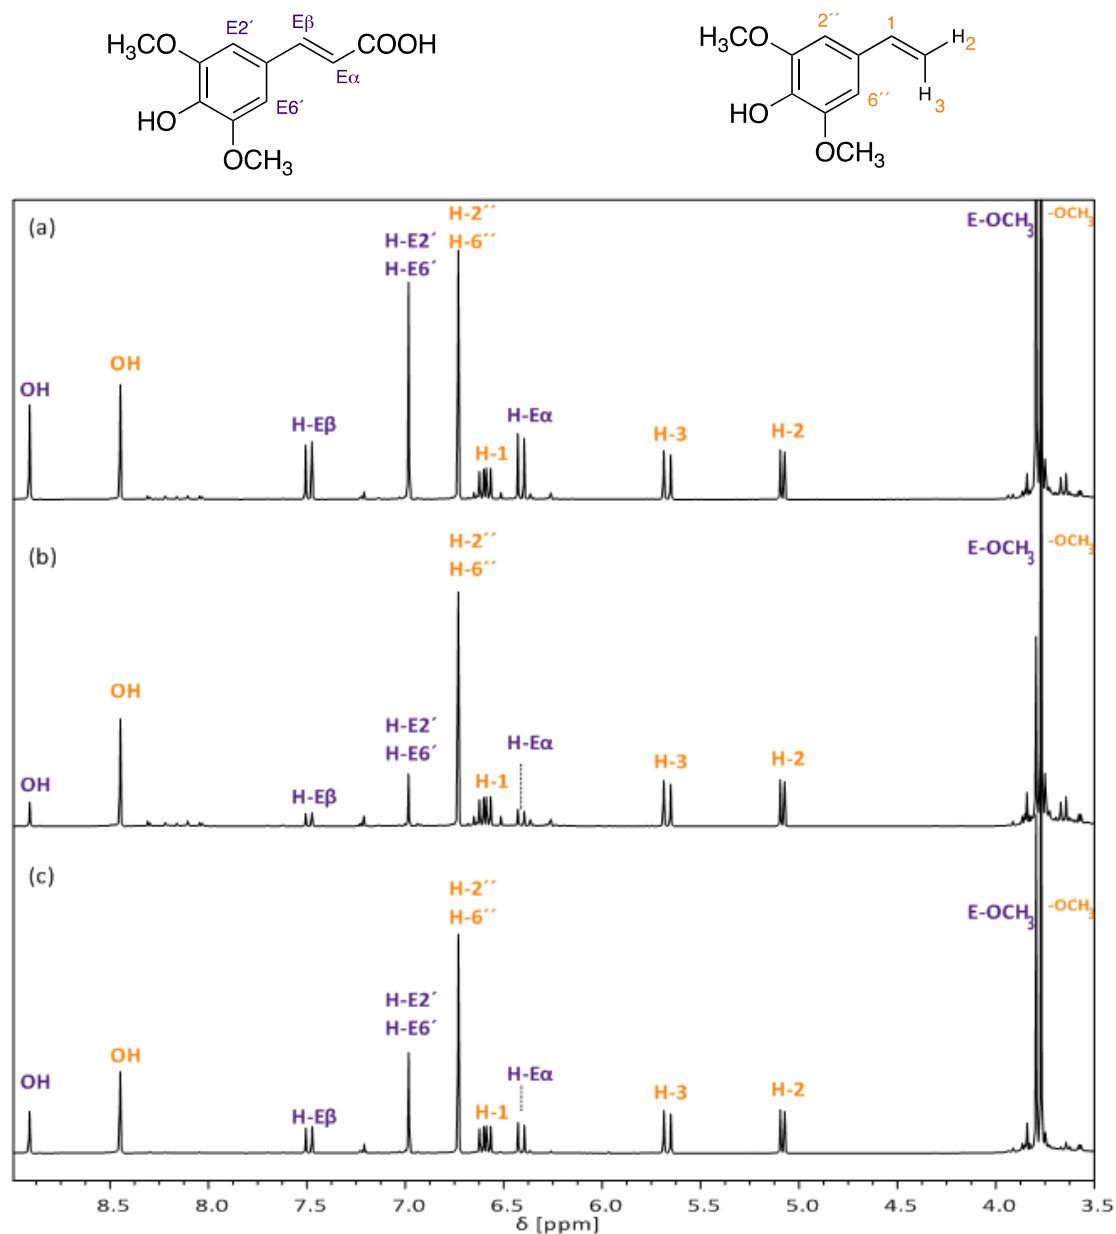 E2´ Eβ COOH
H₃CO
Eα
E6´
HO
OCH₃
2´´ 1
H₃CO H 2
H 3
6´´
HO
OCH₃
(a)
H-2´´
H-6´´
E-OCH₃ -OCH₃
H-E2´
H-E6´
OH
OH
H-Eβ
H-Eα
H-1
H-3
H-2
(b)
H-2´´
H-6´´
E-OCH₃ -OCH₃
OH
H-E2´
H-E6´
H-Eα
OH
H-Eβ
H-1
H-3
H-2
(c)
H-2´´
H-6´´
E-OCH₃ -OCH₃
H-E2´
H-E6´
OH
OH
H-Eα
H-Eβ
H-1
H-3
H-2
8.5 8.0 7.5 7.0 6.5 6.0 5.5 5.0 4.5 4.0 3.5
δ [ppm]